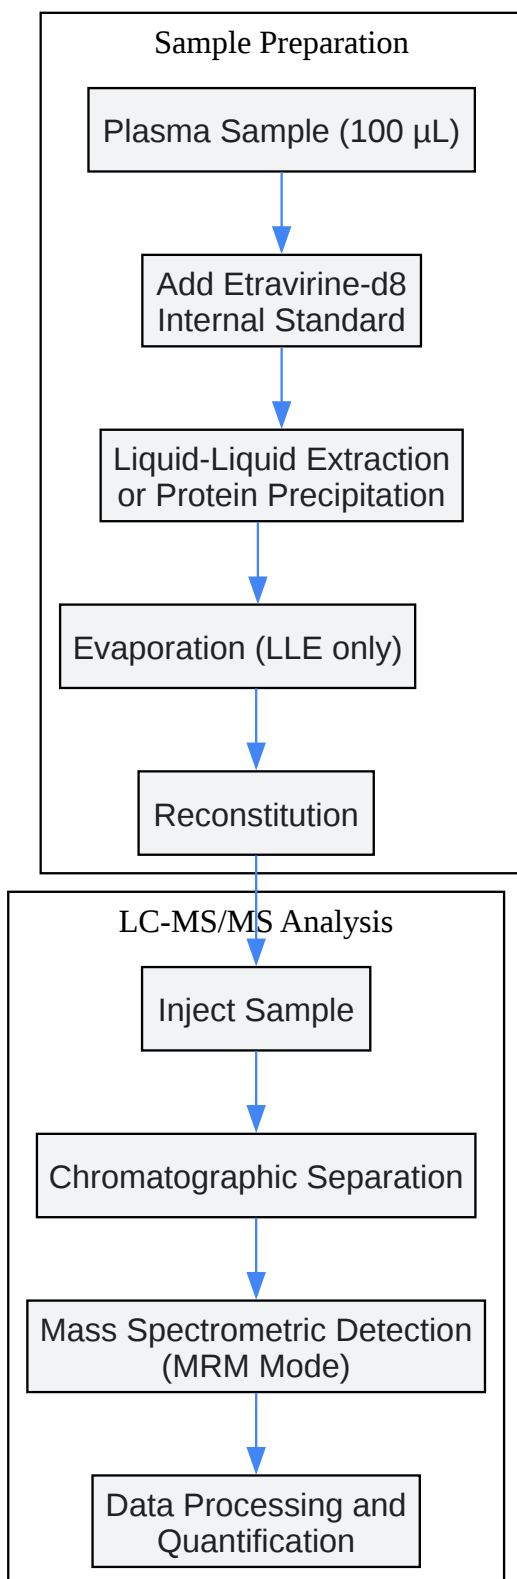 Sample Preparation
Plasma Sample (100 µL)
Add Etravirine-d8
Internal Standard
Liquid-Liquid Extraction
or Protein Precipitation
Evaporation (LLE only)
Reconstitution
LC-MS/MS Analysis
Inject Sample
Chromatographic Separation
Mass Spectrometric Detection
(MRM Mode)
Data Processing and
Quantification